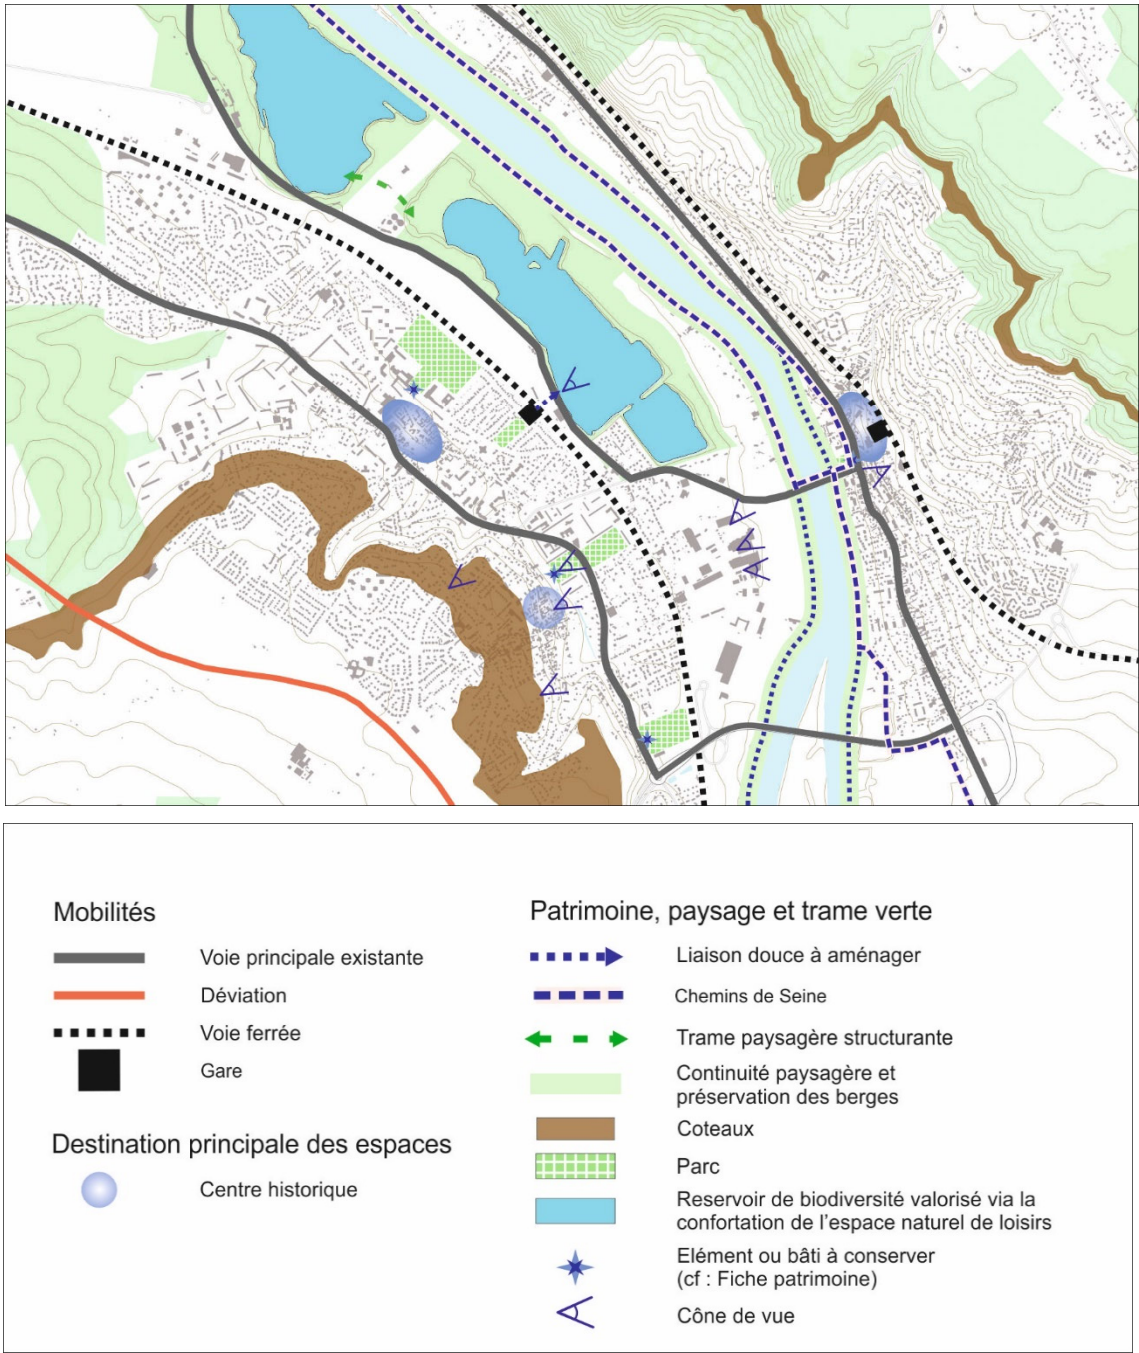 Mobilités
Voie principale existante
Déviation
Voie ferrée
Gare
Destination principale des espaces
Centre historique
Patrimoine, paysage et trame verte
Liaison douce à aménager
Chemins de Seine
Trame paysagère structurante
Continuité paysagère et
préservation des berges
Coteaux
Parc
Reservoir de biodiversité valorisé via la
confortation de l'espace naturel de loisirs
Elément ou bâti à conserver
(cf : Fiche patrimoine)
Cône de vue